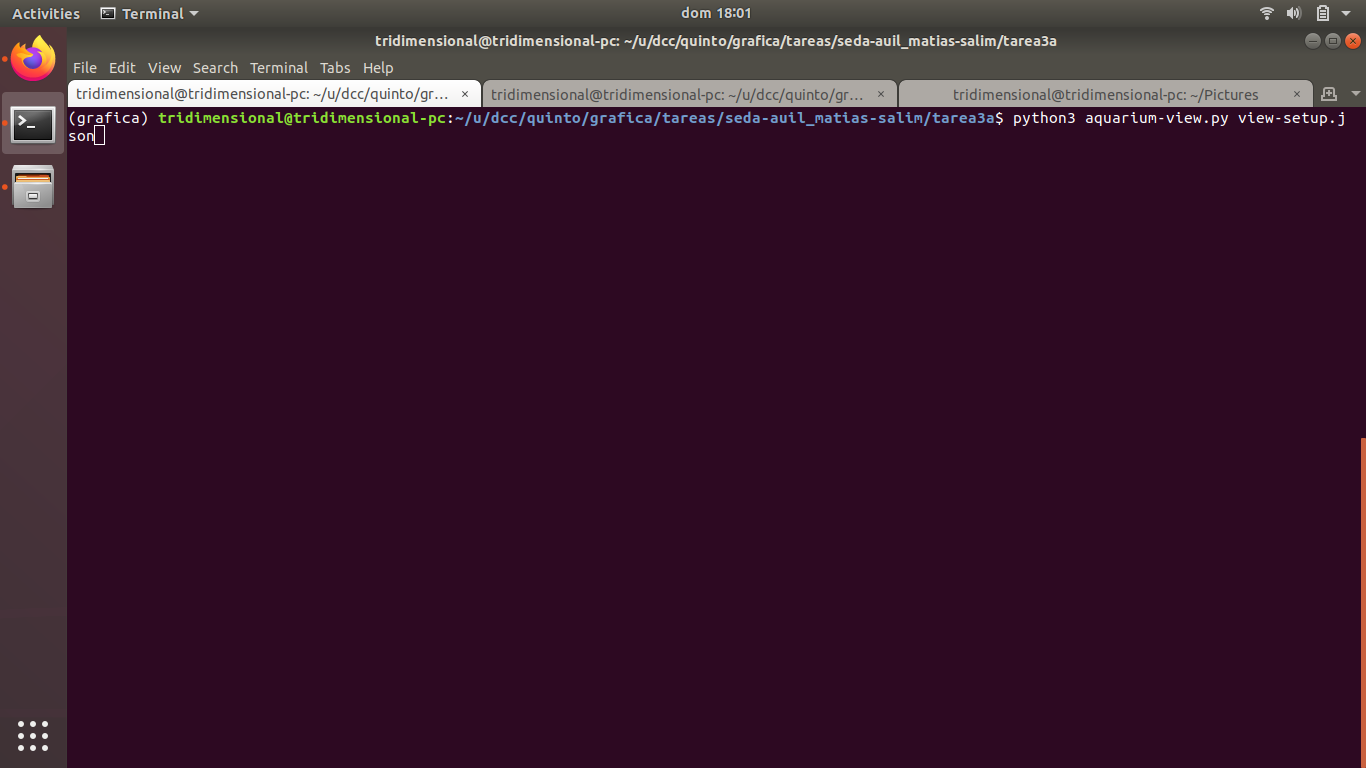 Activities Terminal dom 18:01
tridimensional@tridimensional-pc: ~/u/dcc/quinto/grafica/tareas/seda-auil_matias-salim/tarea3a
File Edit View Search Terminal Tabs Help
tridimensional@tridimensional-pc: ~/u/dcc/quinto/gr… × tridimensional@tridimensional-pc: ~/u/dcc/quinto/gr… × tridimensional@tridimensional-pc: ~/Pictures ×
(grafica) tridimensional@tridimensional-pc:~/u/dcc/quinto/grafica/tareas/seda-auil_matias-salim/tarea3a$ python3 aquarium-view.py view-setup.j
son